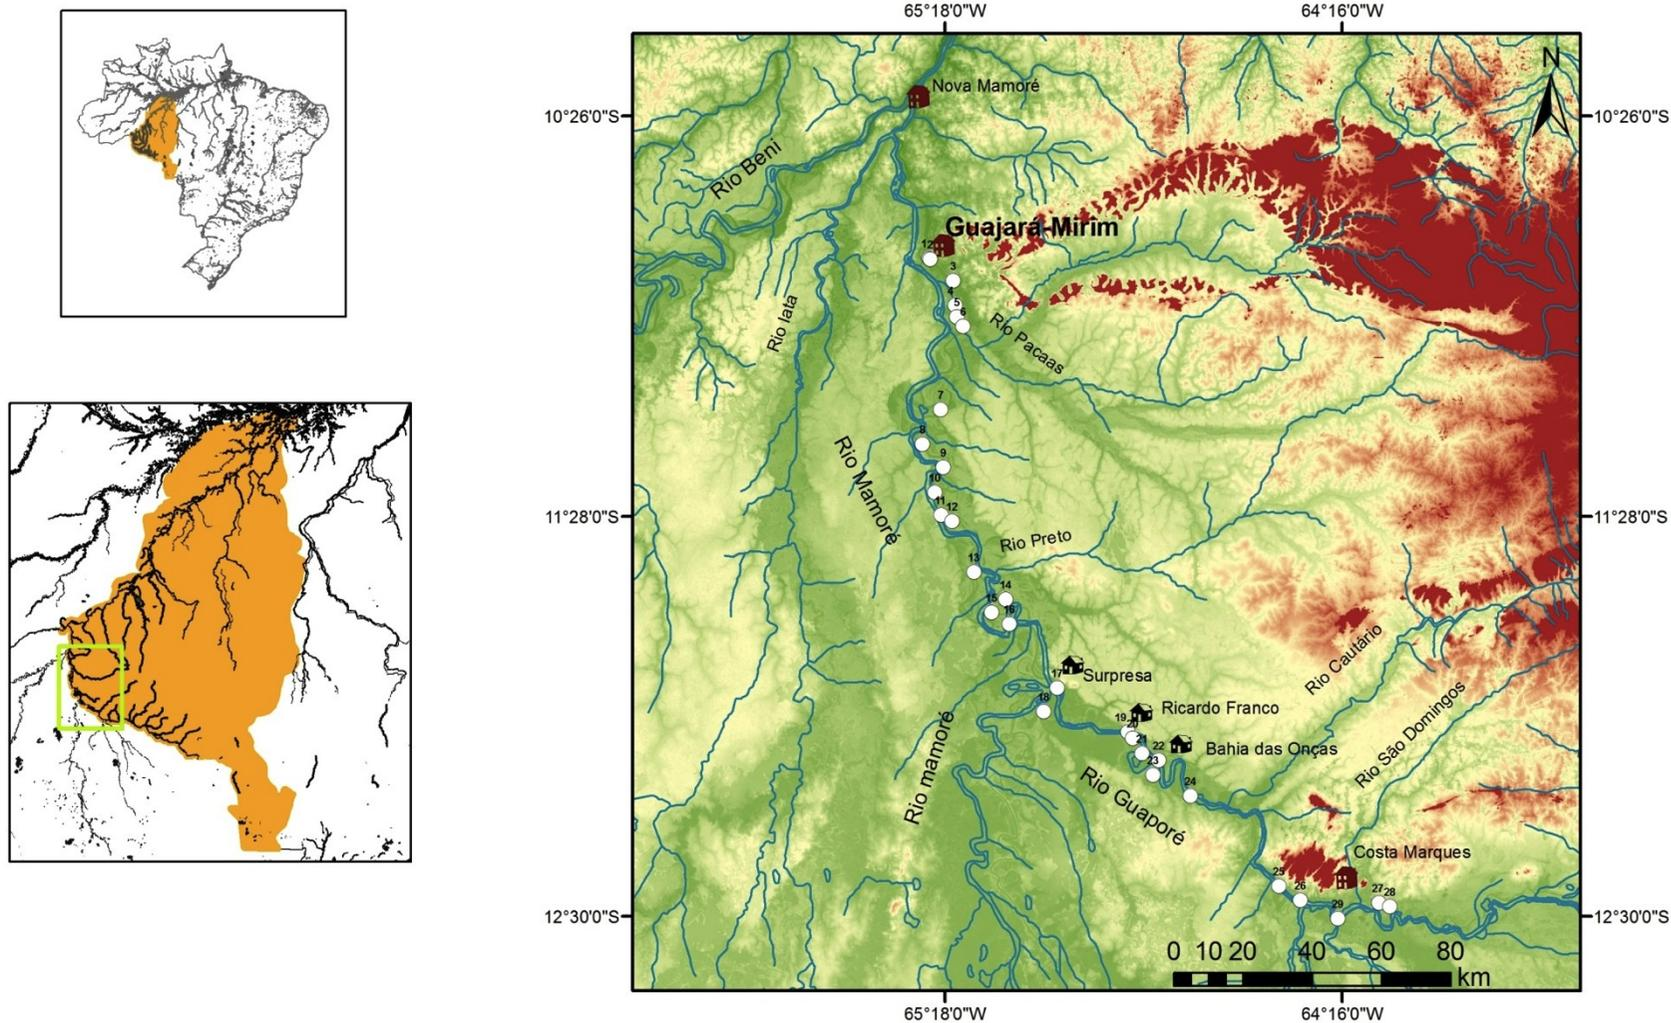 65°18'0"W 64°16'0"W
N
Nova Mamoré
10°26'0"S 10°26'0"S
Rio Beni
Guajará-Mirim
12
3
4
5
6
Rio Iata
Rio Pacaas
7
8
Rio Mamoré
9
10
11
12
11°28'0"S 11°28'0"S
Rio Preto
13
14
15
16
Rio Cautário
17
Surpresa
18
Rio São Domingos
Rio mamoré
19
Ricardo Franco
20
21
22
Bahia das Onças
23
24
Rio Guaporé
Costa Marques
25
26
27
28
29
12°30'0"S 12°30'0"S
0 10 20 40 60 80
km
65°18'0"W 64°16'0"W